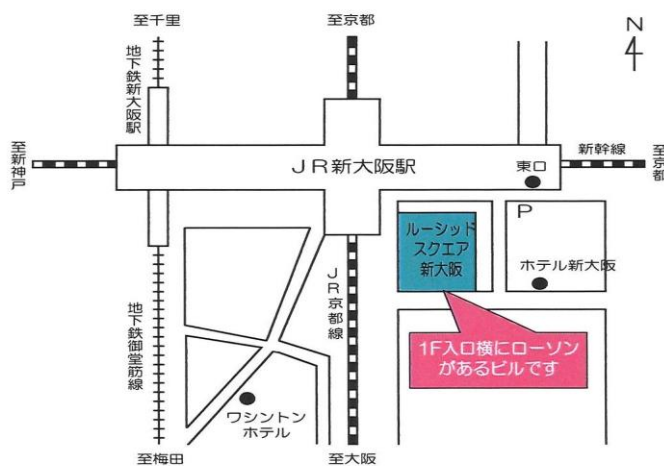 至千里
至京都
N
地下鉄新大阪駅
至新神戸
JR新大阪駅
新幹線
至京都
東口
P
ルーシッド
スクエア
新大阪
ホテル新大阪
地下鉄御堂筋線
JR京都線
1F入口横にローソン
があるビルです
ワシントン
ホテル
至梅田
至大阪